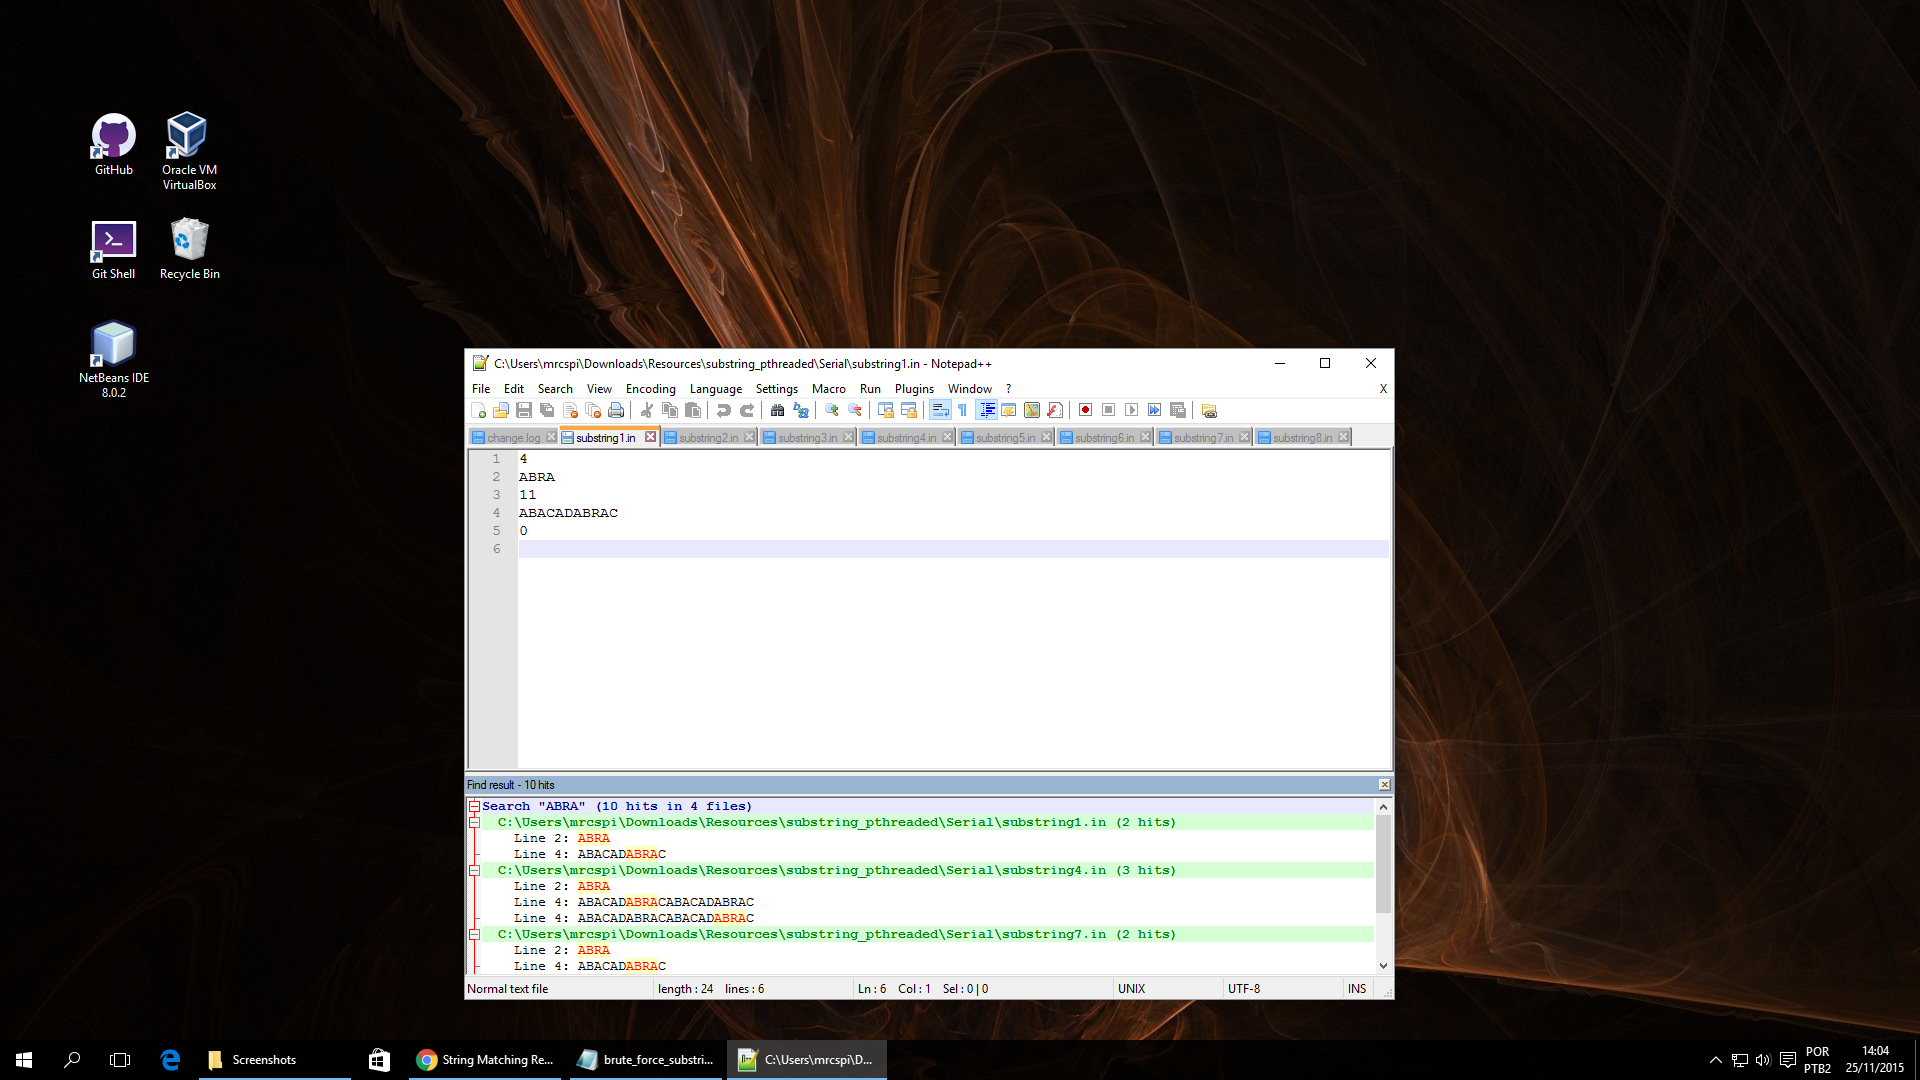 GitHub
Oracle VM
VirtualBox
Git Shell
Recycle Bin
NetBeans IDE
8.0.2
C:\Users\mrcspi\Downloads\Resources\substring_pthreaded\Serial\substring1.in - Notepad++
File Edit Search View Encoding Language Settings Macro Run Plugins Window ? X
change.log substring1.in substring2.in substring3.in substring4.in substring5.in substring6.in substring7.in substring8.in
1 4
2 ABRA
3 11
4 ABACADABRAC
5 0
6
Find result - 10 hits
Search "ABRA" (10 hits in 4 files)
C:\Users\mrcspi\Downloads\Resources\substring_pthreaded\Serial\substring1.in (2 hits)
Line 2: ABRA
Line 4: ABACADABRAC
C:\Users\mrcspi\Downloads\Resources\substring_pthreaded\Serial\substring4.in (3 hits)
Line 2: ABRA
Line 4: ABACADABRACABACADABRAC
Line 4: ABACADABRACABACADABRAC
C:\Users\mrcspi\Downloads\Resources\substring_pthreaded\Serial\substring7.in (2 hits)
Line 2: ABRA
Line 4: ABACADABRAC
Normal text file length : 24 lines : 6 Ln : 6 Col : 1 Sel : 0 | 0 UNIX UTF-8 INS
Screenshots String Matching Re... brute_force_substri... C:\Users\mrcspi\D...
POR
PTB2
14:04
25/11/2015